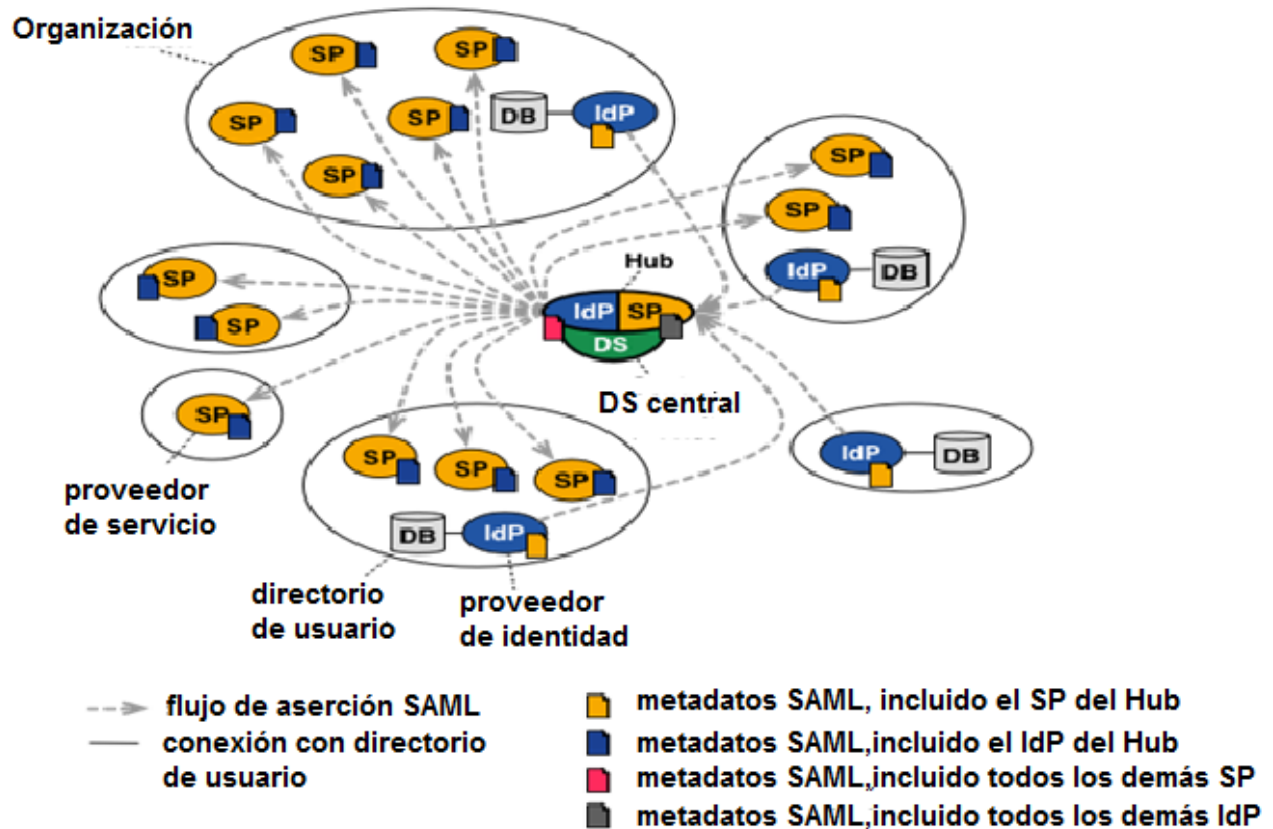 Organización
SP
SP
SP
SP
DB
IdP
SP
SP
SP
IdP
DB
SP
SP
Hub
IdP
SP
DS
DS central
SP
SP
SP
SP
IdP
DB
DB
IdP
proveedor
de servicio
directorio
de usuario
proveedor
de identidad
flujo de aserción SAML
conexión con directorio
de usuario
metadatos SAML, incluido el SP del Hub
metadatos SAML,incluido el IdP del Hub
metadatos SAML,incluido todos los demás SP
metadatos SAML,incluido todos los demás IdP